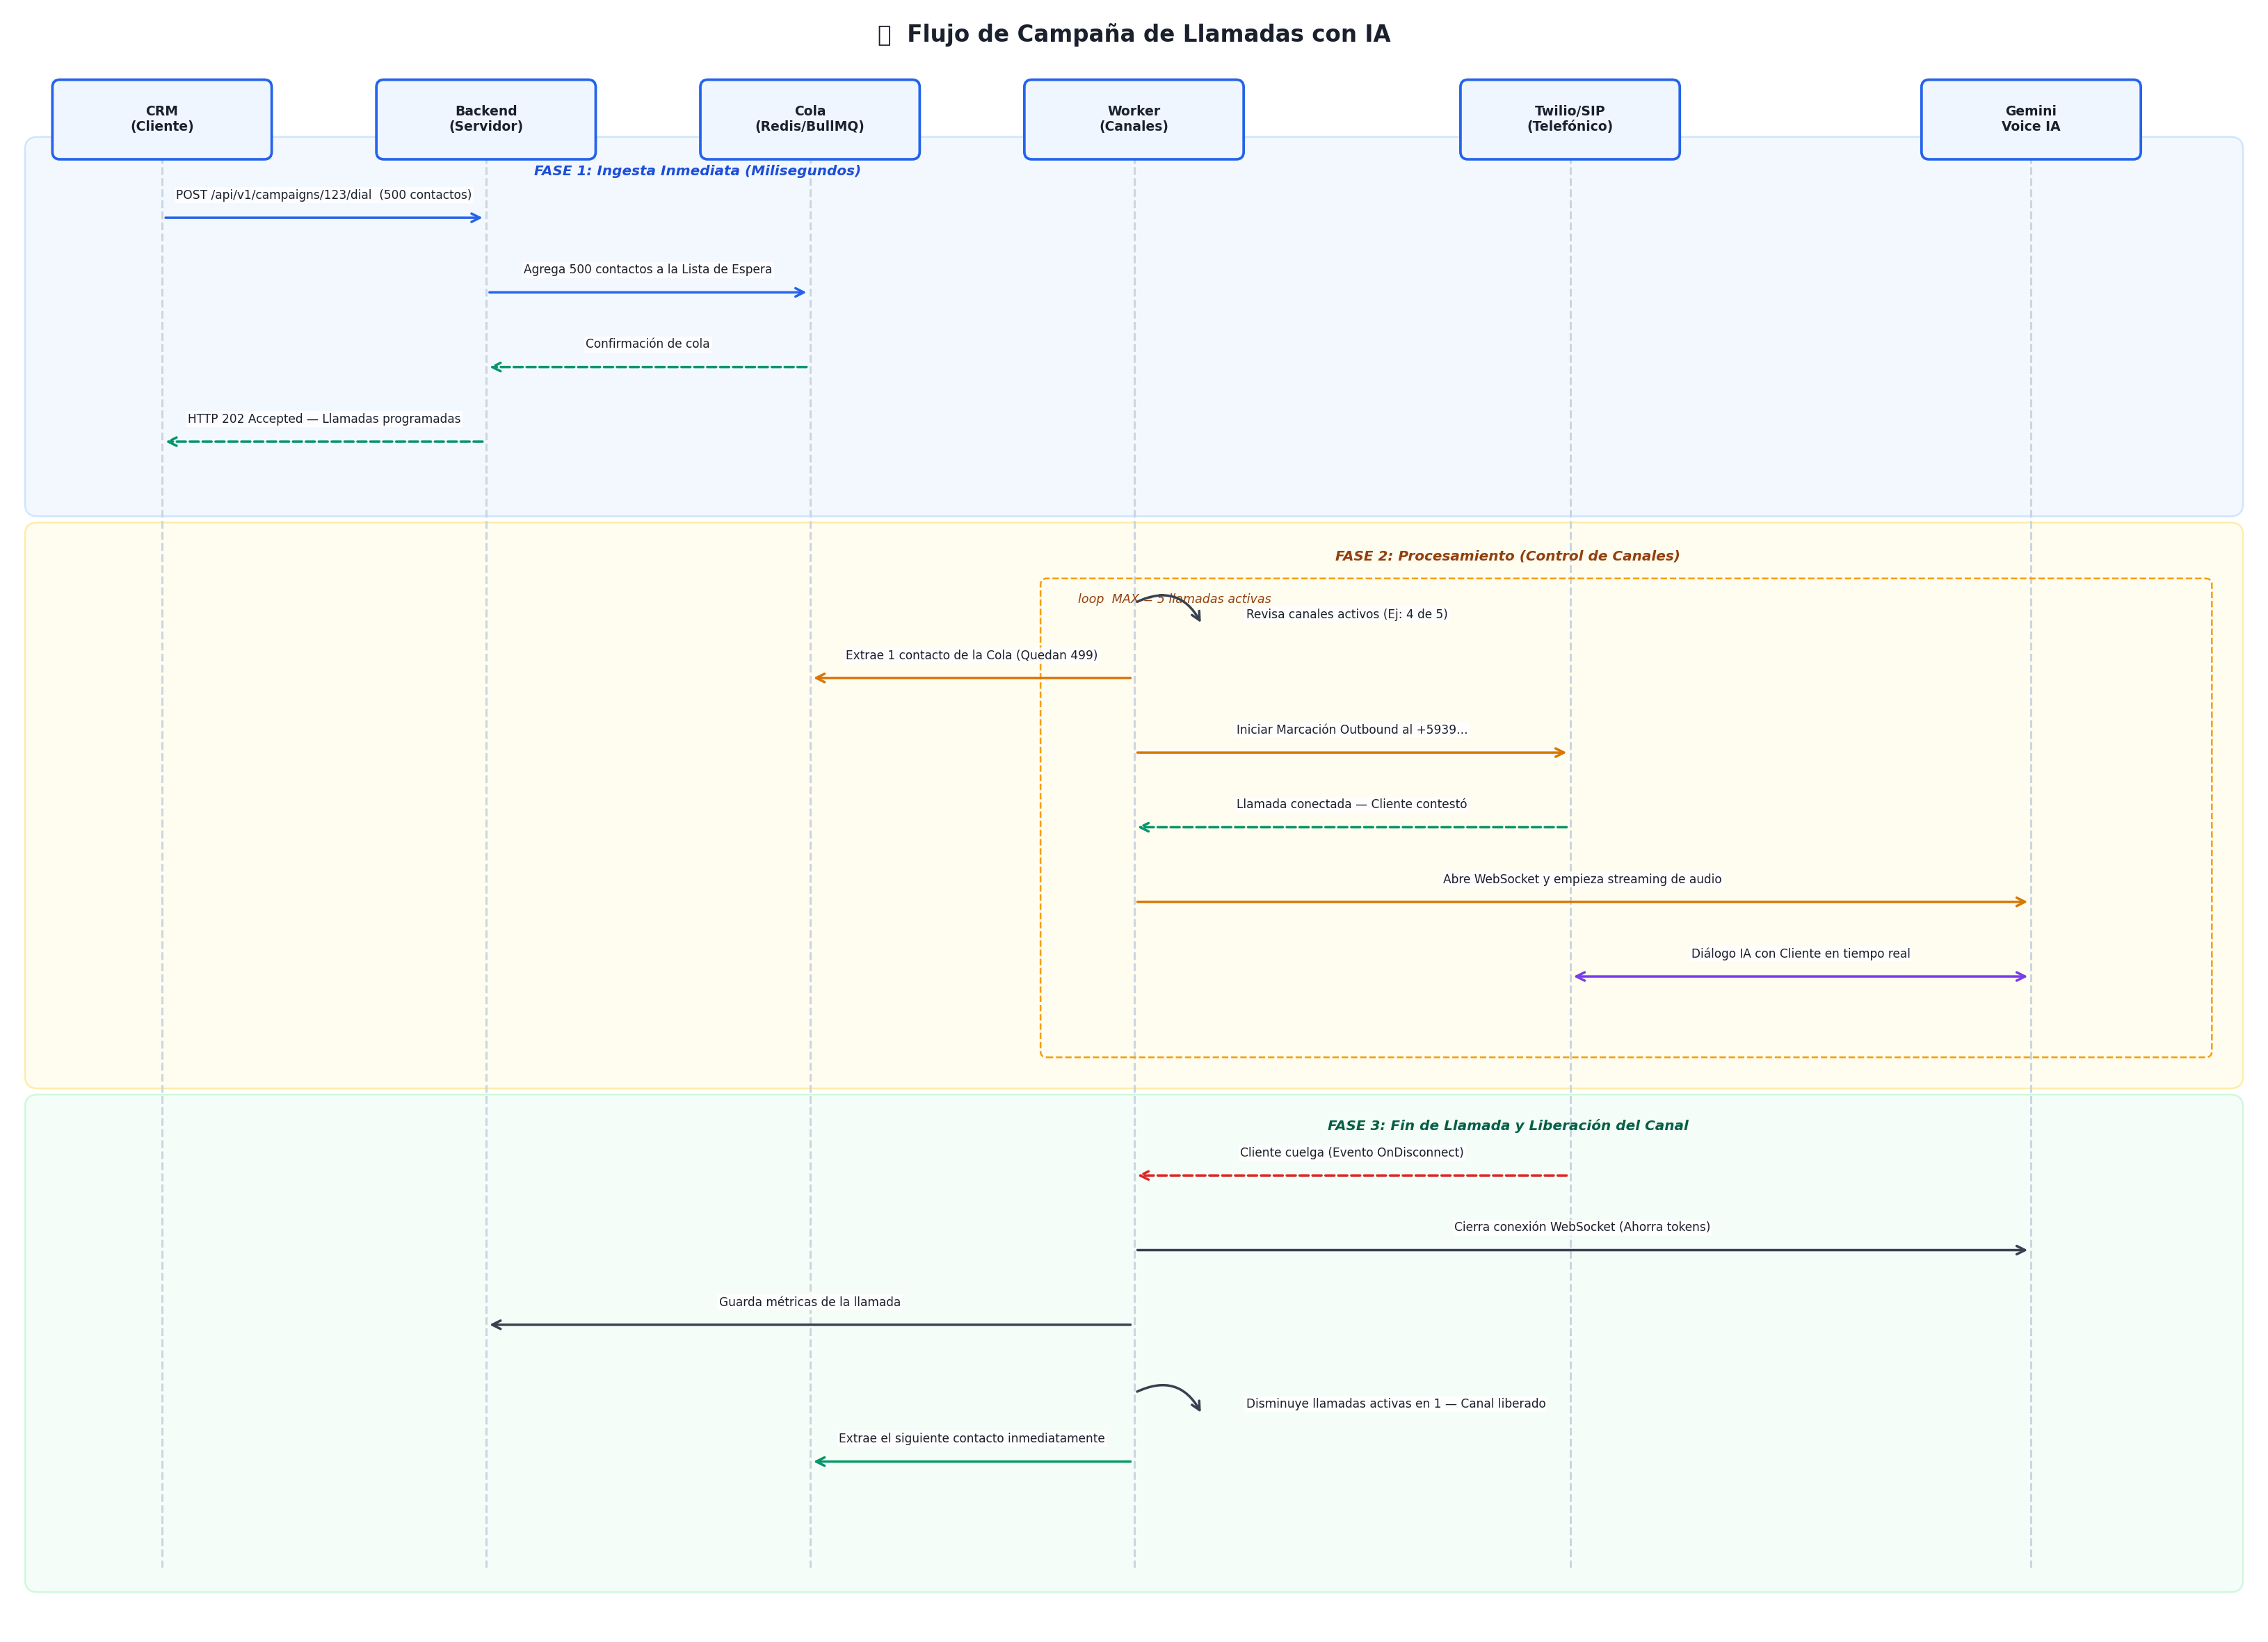 Flujo de Campaña de Llamadas con IA
CRM
(Cliente)
Backend
(Servidor)
Cola
(Redis/BullMQ)
Worker
(Canales)
Twilio/SIP
(Telefónico)
Gemini
Voice IA
FASE 1: Ingesta Inmediata (Milisegundos)
POST /api/v1/campaigns/123/dial  (500 contactos)
Agrega 500 contactos a la Lista de Espera
Confirmación de cola
HTTP 202 Accepted — Llamadas programadas
FASE 2: Procesamiento (Control de Canales)
loop  MAX = 5 llamadas activas
Revisa canales activos (Ej: 4 de 5)
Extrae 1 contacto de la Cola (Quedan 499)
Iniciar Marcación Outbound al +5939...
Llamada conectada — Cliente contestó
Abre WebSocket y empieza streaming de audio
Diálogo IA con Cliente en tiempo real
FASE 3: Fin de Llamada y Liberación del Canal
Cliente cuelga (Evento OnDisconnect)
Cierra conexión WebSocket (Ahorra tokens)
Guarda métricas de la llamada
Disminuye llamadas activas en 1 — Canal liberado
Extrae el siguiente contacto inmediatamente